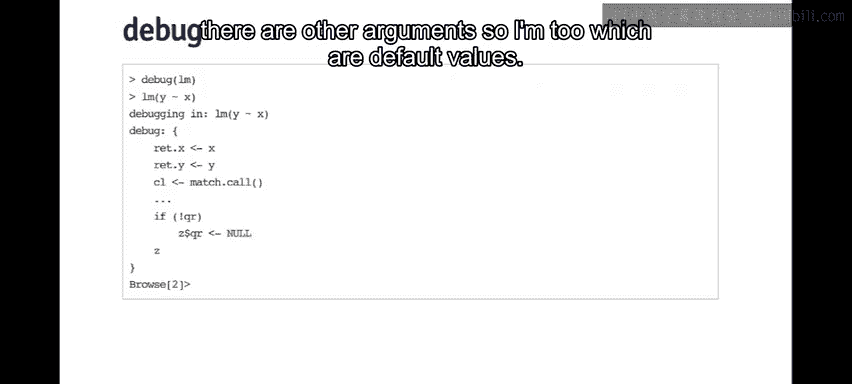 debug
there are other arguments so I'm too which
are default values.
> debug(lm)
> lm(y ~ x)
debugging in: lm(y ~ x)
debug: {
    ret.x <- x
    ret.y <- y
    cl <- match.call()
    ...
    if (!qr)
        z$qr <- NULL
    z
}
Browse[2]>